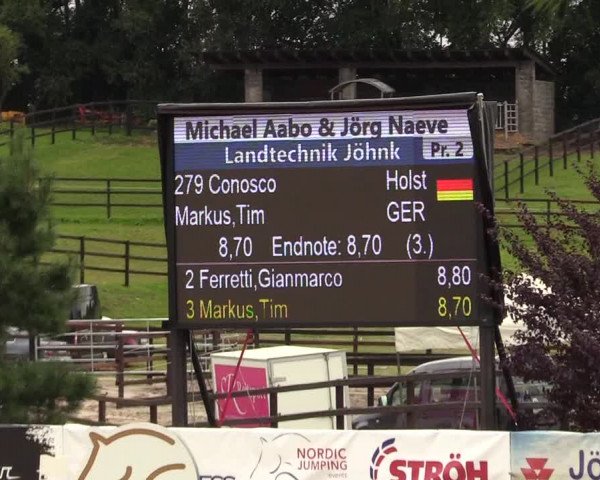 Michael Aabo & Jörg Naeve
Landtechnik Jöhnk Pr. 2
279 Conosco Holst
Markus,Tim GER
8,70 Endnote: 8,70 (3.)
2 Ferretti,Gianmarco 8,80
3 Markus,Tim 8,70
NORDIC
JUMPING
events
STRÖH
Jö